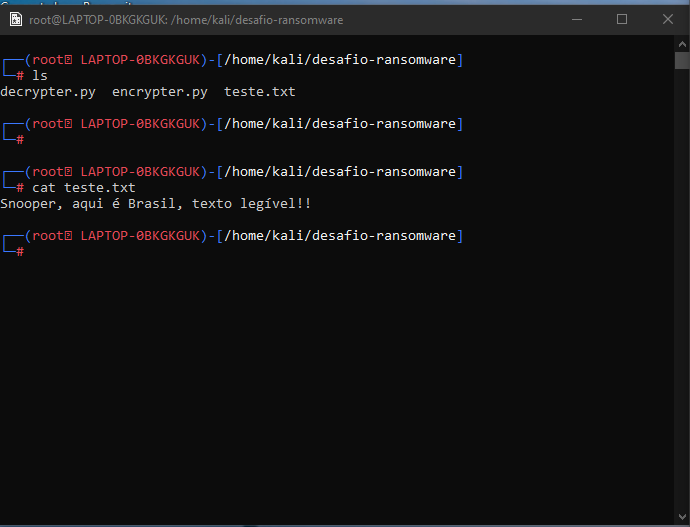 root@LAPTOP-0BKGKGUK: /home/kali/desafio-ransomware
┌──(root LAPTOP-0BKGKGUK)-[/home/kali/desafio-ransomware]
└─# ls
decrypter.py  encrypter.py  teste.txt
┌──(root LAPTOP-0BKGKGUK)-[/home/kali/desafio-ransomware]
└─#
┌──(root LAPTOP-0BKGKGUK)-[/home/kali/desafio-ransomware]
└─# cat teste.txt
Snooper, aqui é Brasil, texto legível!!
┌──(root LAPTOP-0BKGKGUK)-[/home/kali/desafio-ransomware]
└─#